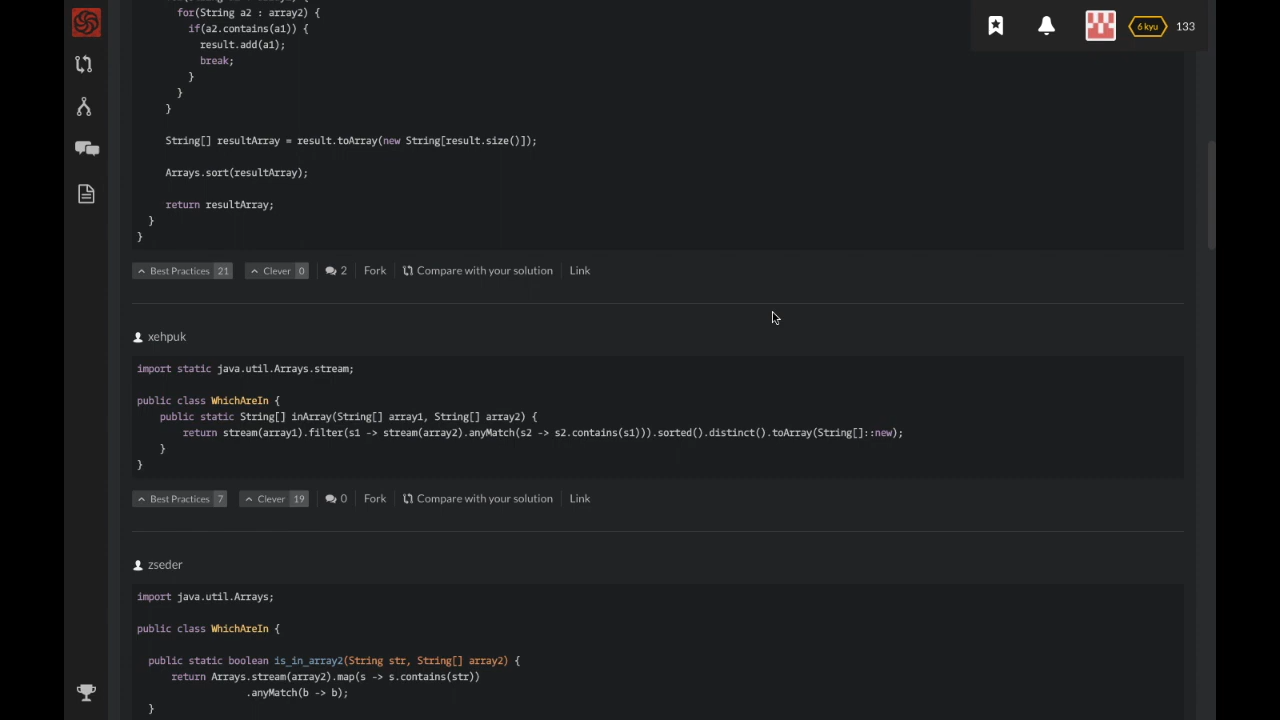 for(String a2 : array2) {
if(a2.contains(a1)) {
result.add(a1);
break;
}
}
}
String[] resultArray = result.toArray(new String[result.size()]);
Arrays.sort(resultArray);
return resultArray;
}
}
6 kyu 133
Best Practices 21 Clever 0 2 Fork Compare with your solution Link
xehpuk
import static java.util.Arrays.stream;
public class WhichAreIn {
public static String[] inArray(String[] array1, String[] array2) {
return stream(array1).filter(s1 -> stream(array2).anyMatch(s2 -> s2.contains(s1))).sorted().distinct().toArray(String[]::new);
}
}
Best Practices 7 Clever 19 0 Fork Compare with your solution Link
zseder
import java.util.Arrays;
public class WhichAreIn {
public static boolean is_in_array2(String str, String[] array2) {
return Arrays.stream(array2).map(s -> s.contains(str))
.anyMatch(b -> b);
}